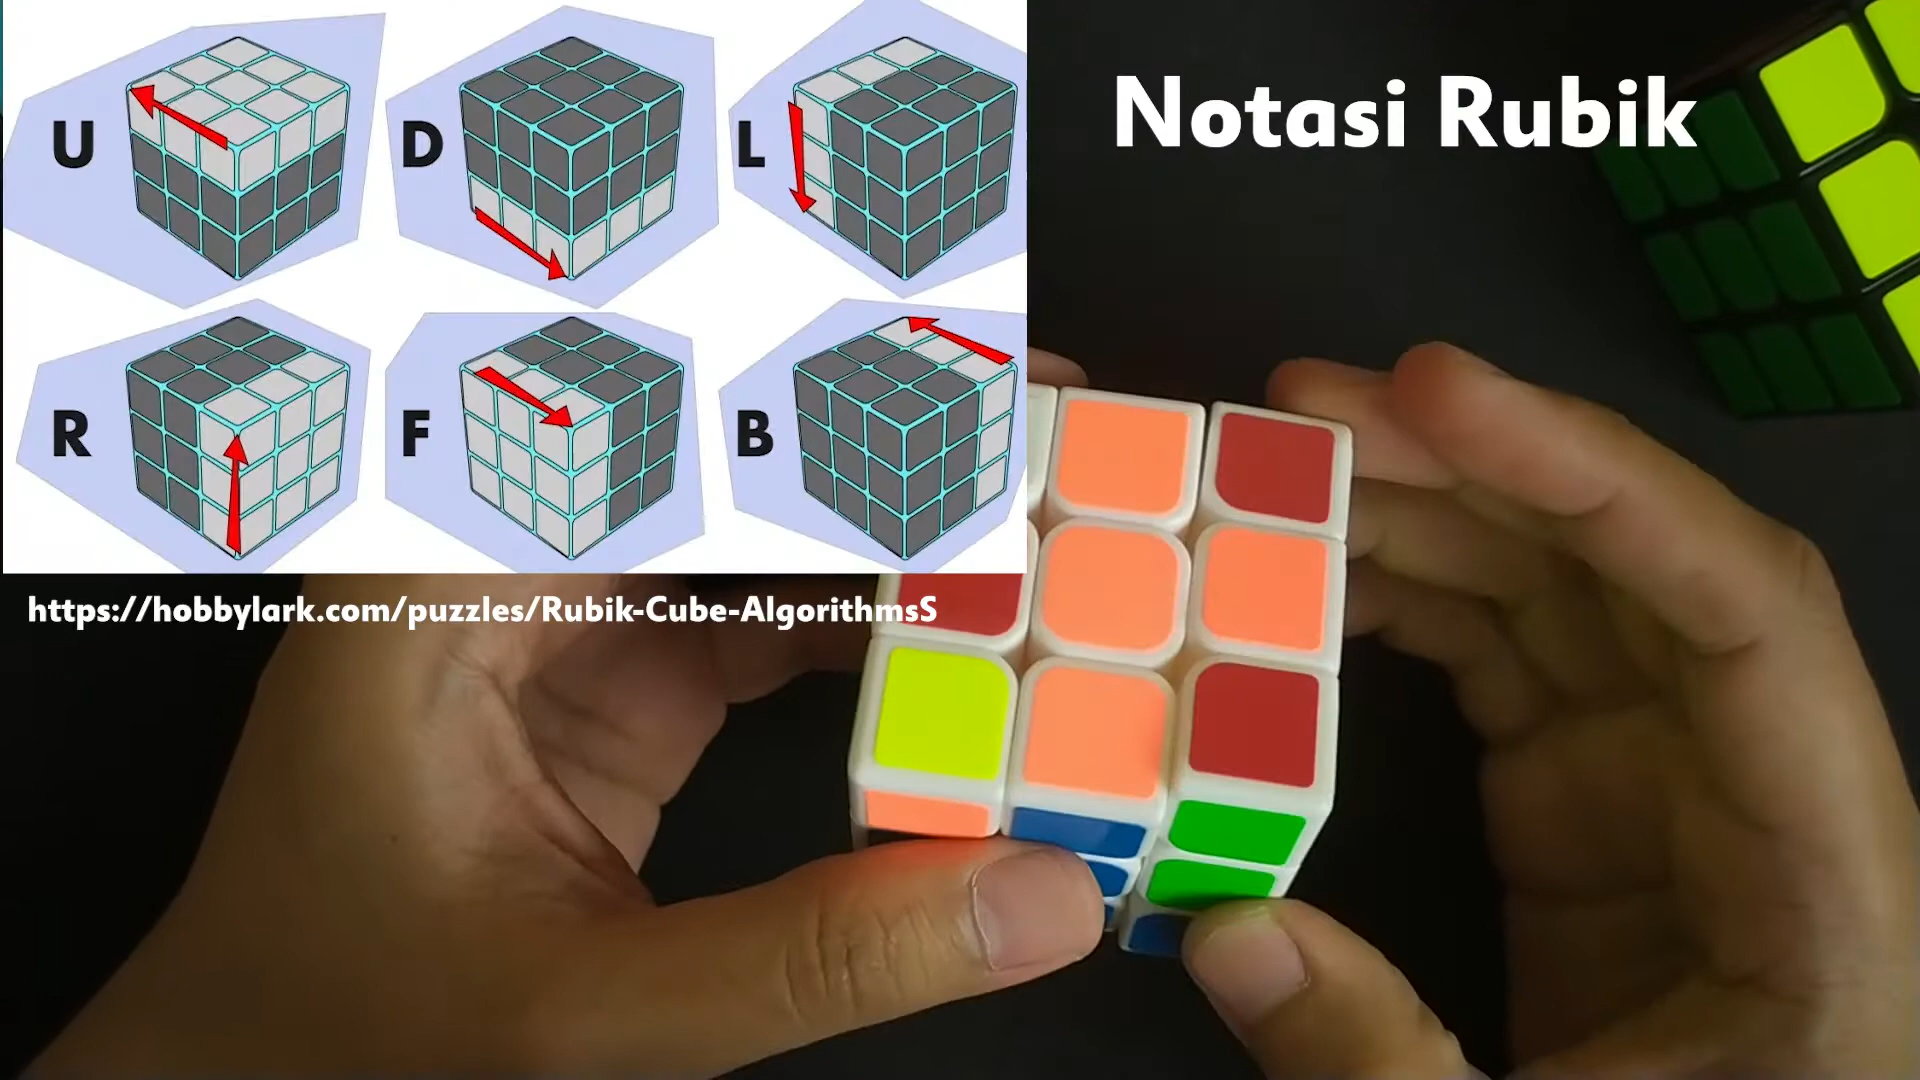 Notasi Rubik
U
D
L
R
F
B
https://hobbylark.com/puzzles/Rubik-Cube-AlgorithmsS